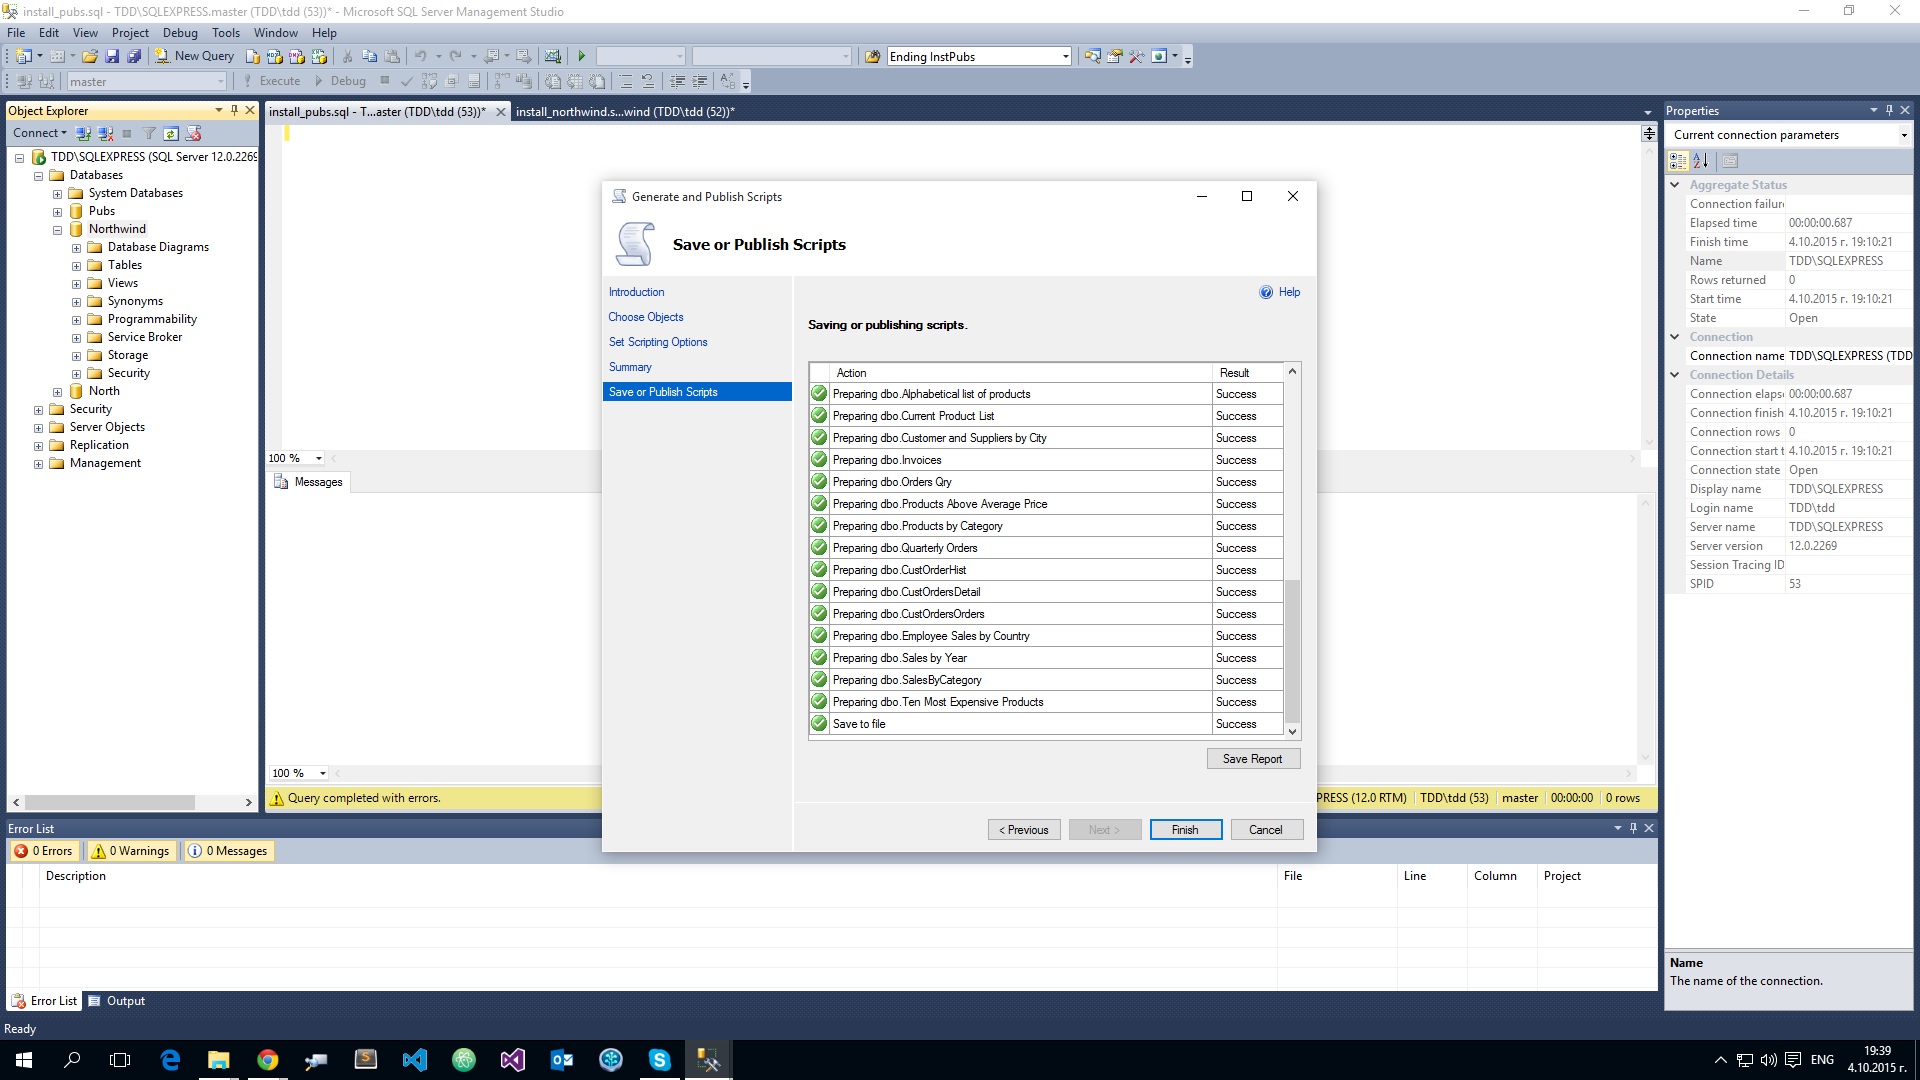 install_pubs.sql - TDD\SQLEXPRESS.master (TDD\tdd (53))* - Microsoft SQL Server Management Studio
File Edit View Project Debug Tools Window Help
New Query
Ending InstPubs
master
Execute Debug
Object Explorer
Connect
TDD\SQLEXPRESS (SQL Server 12.0.2269
Databases
System Databases
Pubs
Northwind
Database Diagrams
Tables
Views
Synonyms
Programmability
Service Broker
Storage
Security
North
Security
Server Objects
Replication
Management
install_pubs.sql - T...aster (TDD\tdd (53))*
install_northwind.s...wind (TDD\tdd (52))*
100 %
Messages
100 %
Query completed with errors.
PRESS (12.0 RTM) TDD\tdd (53) master 00:00:00 0 rows
Generate and Publish Scripts
Save or Publish Scripts
Introduction
Choose Objects
Set Scripting Options
Summary
Save or Publish Scripts
Help
Saving or publishing scripts.
Action Result
Preparing dbo.Alphabetical list of products Success
Preparing dbo.Current Product List Success
Preparing dbo.Customer and Suppliers by City Success
Preparing dbo.Invoices Success
Preparing dbo.Orders Qry Success
Preparing dbo.Products Above Average Price Success
Preparing dbo.Products by Category Success
Preparing dbo.Quarterly Orders Success
Preparing dbo.CustOrderHist Success
Preparing dbo.CustOrdersDetail Success
Preparing dbo.CustOrdersOrders Success
Preparing dbo.Employee Sales by Country Success
Preparing dbo.Sales by Year Success
Preparing dbo.SalesByCategory Success
Preparing dbo.Ten Most Expensive Products Success
Save to file Success
Save Report
< Previous Next > Finish Cancel
Properties
Current connection parameters
Aggregate Status
Connection failure
Elapsed time 00:00:00.687
Finish time 4.10.2015 г. 19:10:21
Name TDD\SQLEXPRESS
Rows returned 0
Start time 4.10.2015 г. 19:10:21
State Open
Connection
Connection name TDD\SQLEXPRESS (TDD
Connection Details
Connection elaps 00:00:00.687
Connection finish 4.10.2015 г. 19:10:21
Connection rows 0
Connection start t 4.10.2015 г. 19:10:21
Connection state Open
Display name TDD\SQLEXPRESS
Login name TDD\tdd
Server name TDD\SQLEXPRESS
Server version 12.0.2269
Session Tracing ID
SPID 53
Name
The name of the connection.
Error List
0 Errors 0 Warnings 0 Messages
Description File Line Column Project
Error List Output
Ready
ENG
19:39
4.10.2015 г.